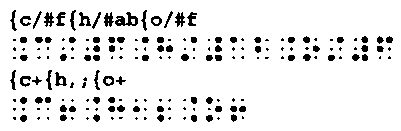 {c/#f{h/#ab{o/#f
⠪⠉⠌⠼⠋⠪⠓⠌⠼⠁⠃⠪⠕⠌⠼⠋
{c+{h,;{o+
⠪⠉⠬⠪⠓⠠⠰⠪⠕⠬